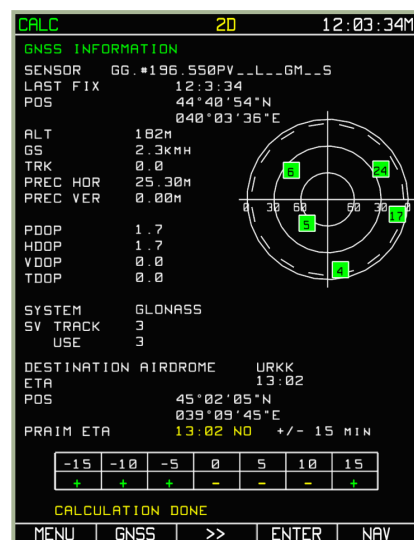 CALC 2D 12:03:34M
GNSS INFORMATION
SENSOR GG.#196.550PV__L__GM__S
LAST FIX 12:3:34
POS 44°40'54"N
040°03'36"E
ALT 182M
GS 2.3KMH
TRK 0.0
PREC HOR 25.30M
PREC VER 0.00M
6 24
0 30 60 60 30 0
17
5
4
PDOP 1.7
HDOP 1.7
VDOP 0.0
TDOP 0.0
SYSTEM GLONASS
SV TRACK 3
USE 3
DESTINATION AIRDROME URKK
ETA 13:02
POS 45°02'05"N
039°09'45"E
PRAIM ETA 13:02 NO +/- 15 MIN
-15 -10 -5 0 5 10 15
+ + + - - - +
CALCULATION DONE
MENU GNSS >> ENTER NAV